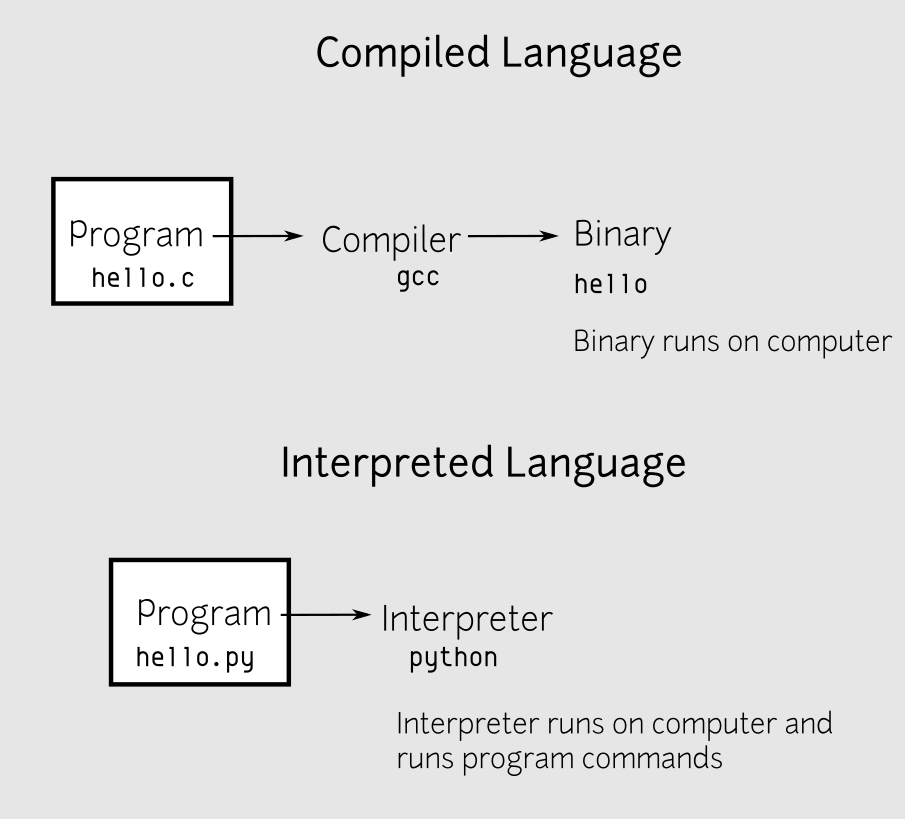 Compiled Language
Program
hello.c
Compiler
gcc
Binary
hello
Binary runs on computer
Interpreted Language
Program
hello.py
Interpreter
python
Interpreter runs on computer and
runs program commands